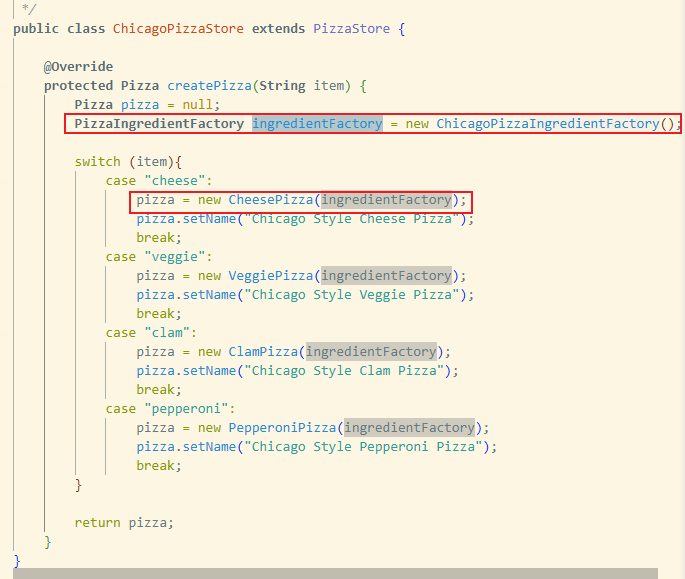 */
public class ChicagoPizzaStore extends PizzaStore {
@Override
protected Pizza createPizza(String item) {
Pizza pizza = null;
PizzaIngredientFactory ingredientFactory = new ChicagoPizzaIngredientFactory();
switch (item){
case "cheese":
pizza = new CheesePizza(ingredientFactory);
pizza.setName("Chicago Style Cheese Pizza");
break;
case "veggie":
pizza = new VeggiePizza(ingredientFactory);
pizza.setName("Chicago Style Veggie Pizza");
break;
case "clam":
pizza = new ClamPizza(ingredientFactory);
pizza.setName("Chicago Style Clam Pizza");
break;
case "pepperoni":
pizza = new PepperoniPizza(ingredientFactory);
pizza.setName("Chicago Style Pepperoni Pizza");
break;
}
return pizza;
}
}